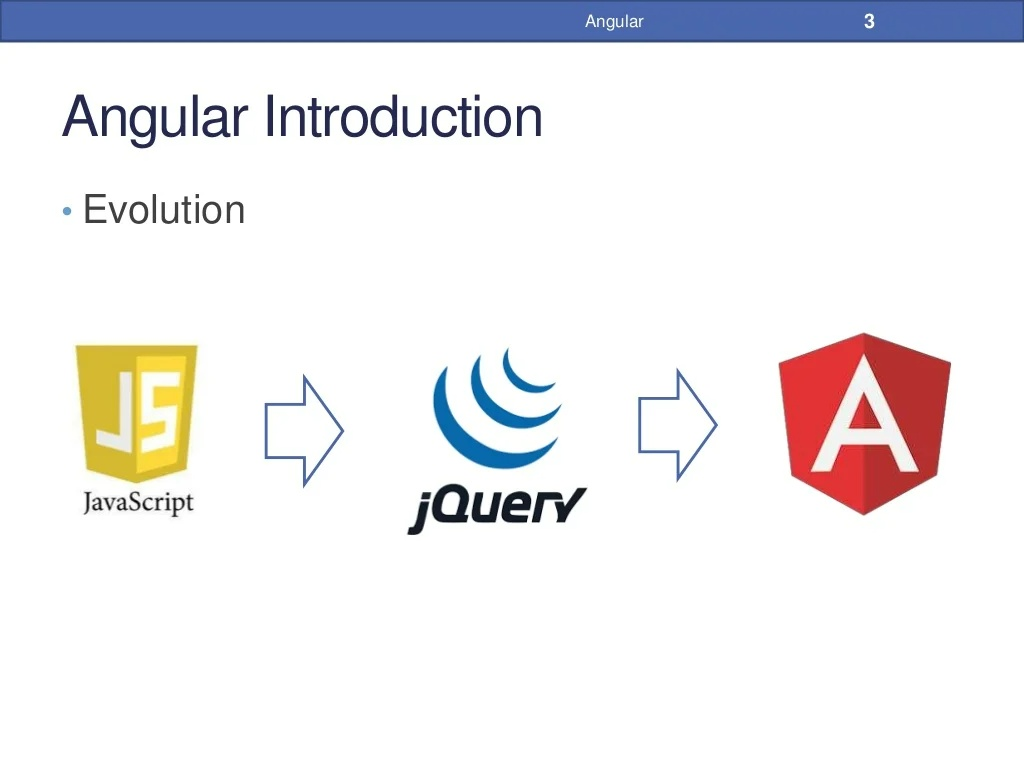 Angular 3
Angular Introduction
• Evolution
JS
JavaScript
jQuery
A